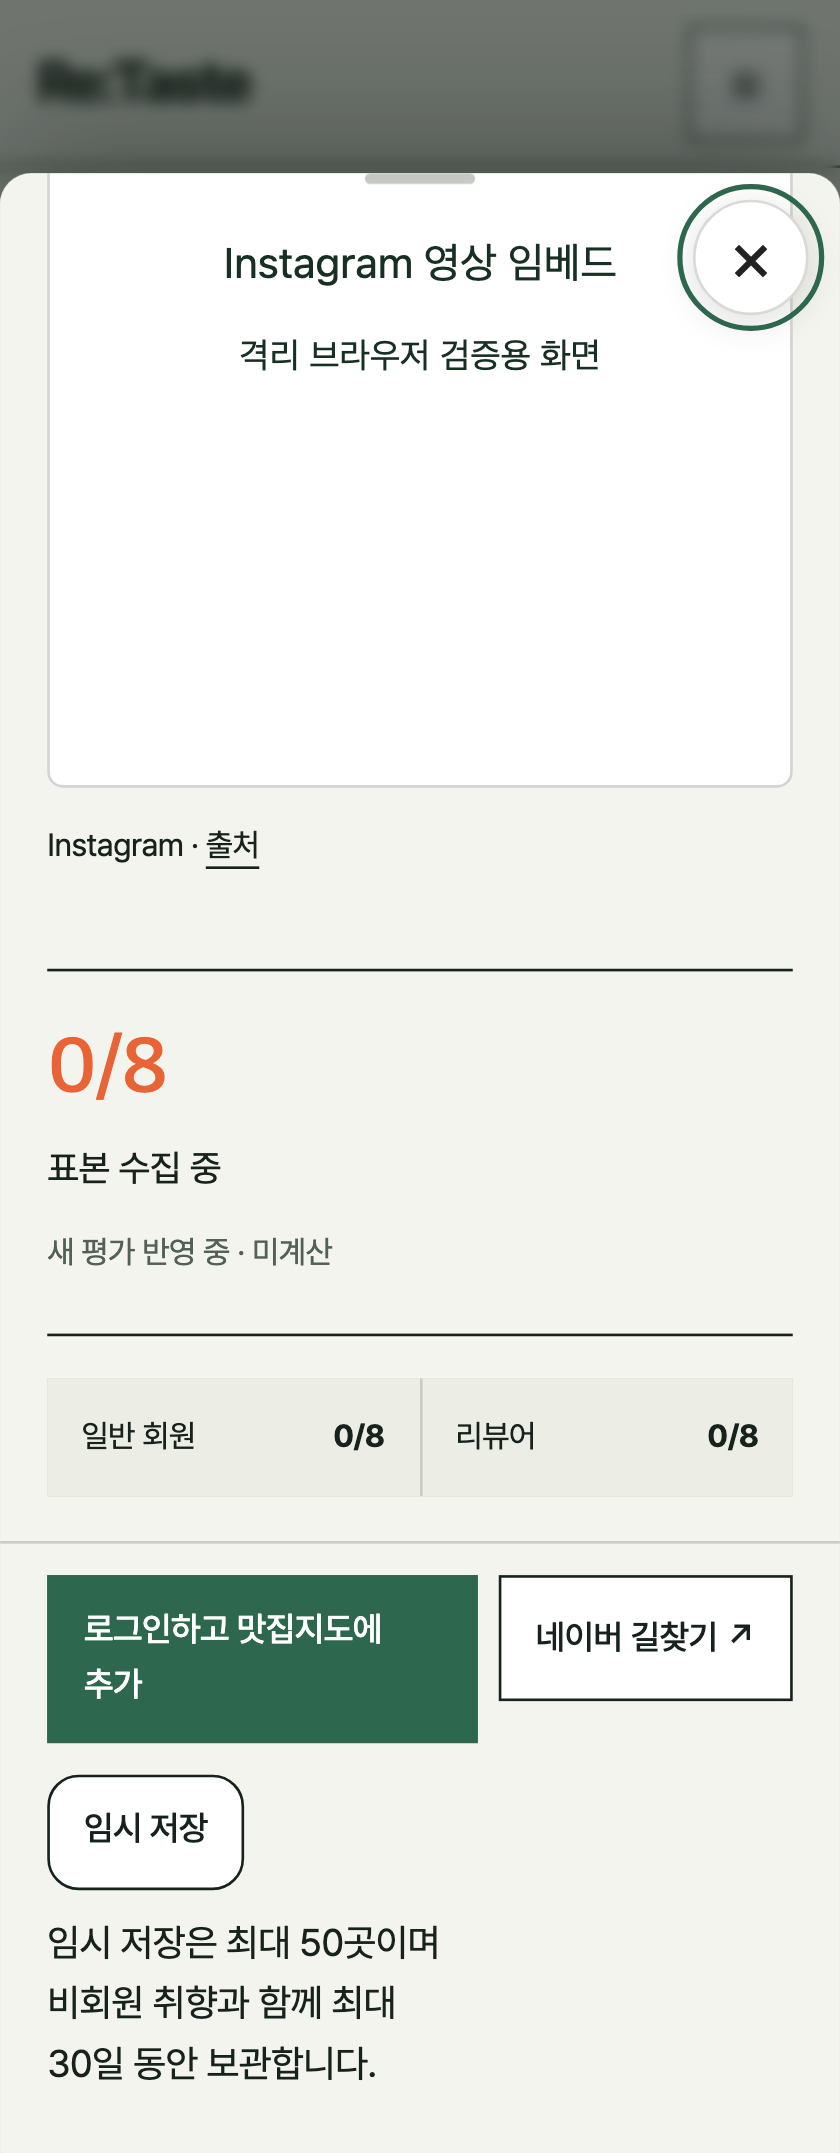 Re:Taste
Instagram 영상 임베드
격리 브라우저 검증용 화면
Instagram · 출처
0/8
표본 수집 중
새 평가 반영 중 · 미계산
일반 회원 0/8 리뷰어 0/8
로그인하고 맛집지도에
추가
네이버 길찾기 ↗
임시 저장
임시 저장은 최대 50곳이며
비회원 취향과 함께 최대
30일 동안 보관합니다.